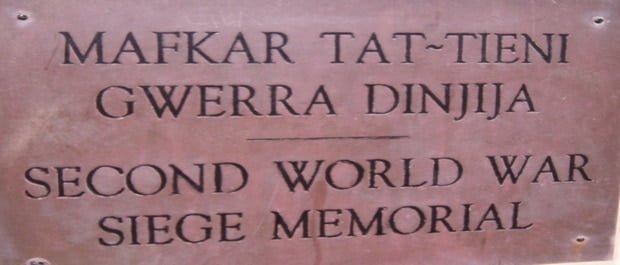 MAFKAR TAT-TIENI
GWERRA DINJIJA
SECOND WORLD WAR
SIEGE MEMORIAL